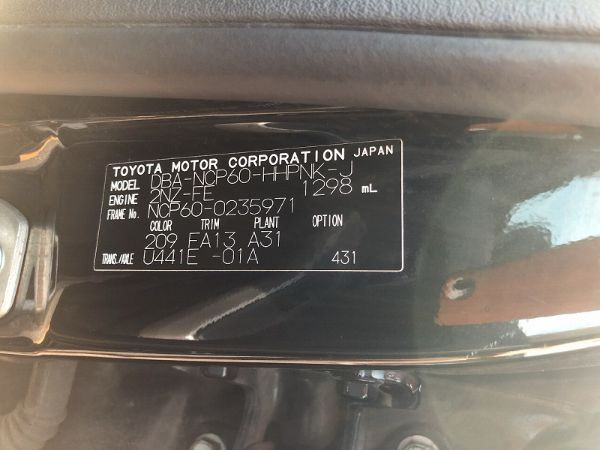 TOYOTA MOTOR CORPORATION JAPAN
MODEL DBA-NCP60-HHPNK-J
ENGINE 2NZ-FE 1298 mL
FRAME No. NCP60-0235971
COLOR TRIM PLANT OPTION
209 FA13 A31
TRANS./AXLE U441E -01A 431